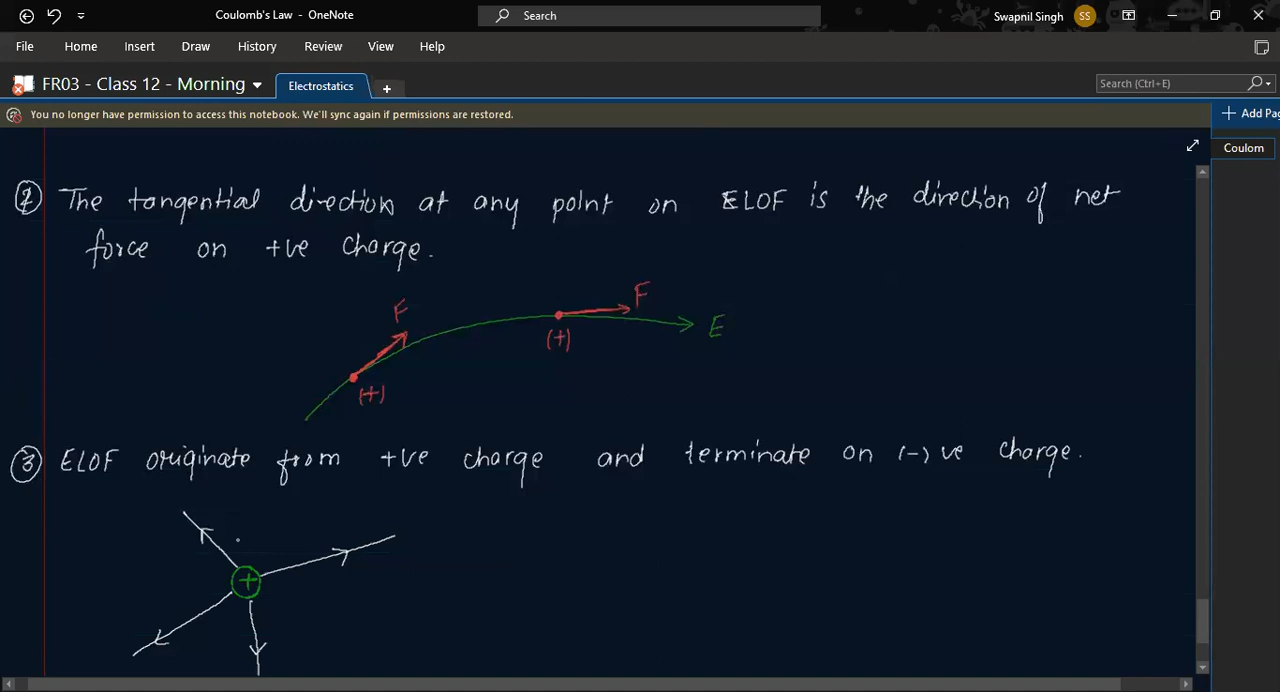 Coulomb's Law - OneNote
Search
Swapnil Singh
SS
File Home Insert Draw History Review View Help
FR03 - Class 12 - Morning
Electrostatics
+
Search (Ctrl+E)
You no longer have permission to access this notebook. We'll sync again if permissions are restored.
+ Add Pag
Coulom
② The tangential direction at any point on ELOF is the direction of net
force on +ve charge.
F
F
(+)
E
(+)
③ ELOF originate from +ve charge and terminate on (-) ve charge.
+